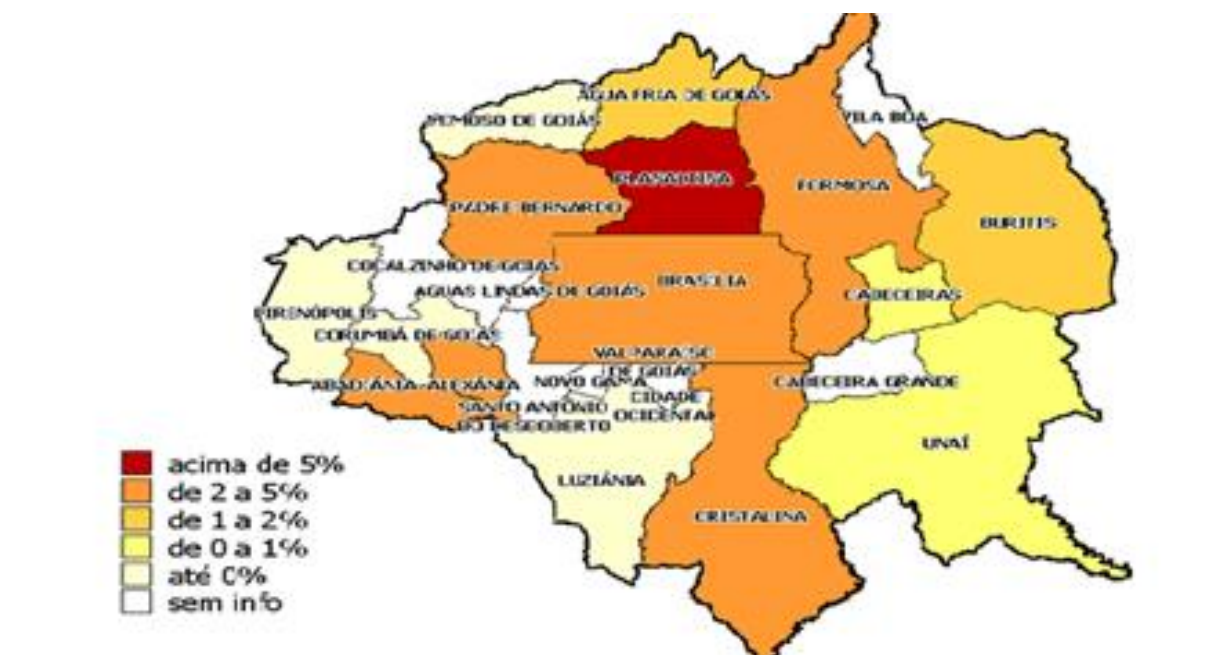 ÁGUA FRIA DE GOIÁS
MIMOSO DE GOIÁS
VILA BOA
PLANALTINA
FORMOSA
PADRE BERNARDO
BURITIS
COCALZINHO DE GOIÁS
BRASÍLIA
ÁGUAS LINDAS DE GOIÁS
CABECEIRAS
PIRENÓPOLIS
CORUMBÁ DE GOIÁS
VALPARAÍSO
DE GOIÁS
ABADIÂNIA ALEXÂNIA
NOVO GAMA
CABECEIRA GRANDE
CIDADE
OCIDENTAL
SANTO ANTÔNIO
DO DESCOBERTO
UNAÍ
LUZIÂNIA
CRISTALINA
acima de 5%
de 2 a 5%
de 1 a 2%
de 0 a 1%
até 0%
sem info